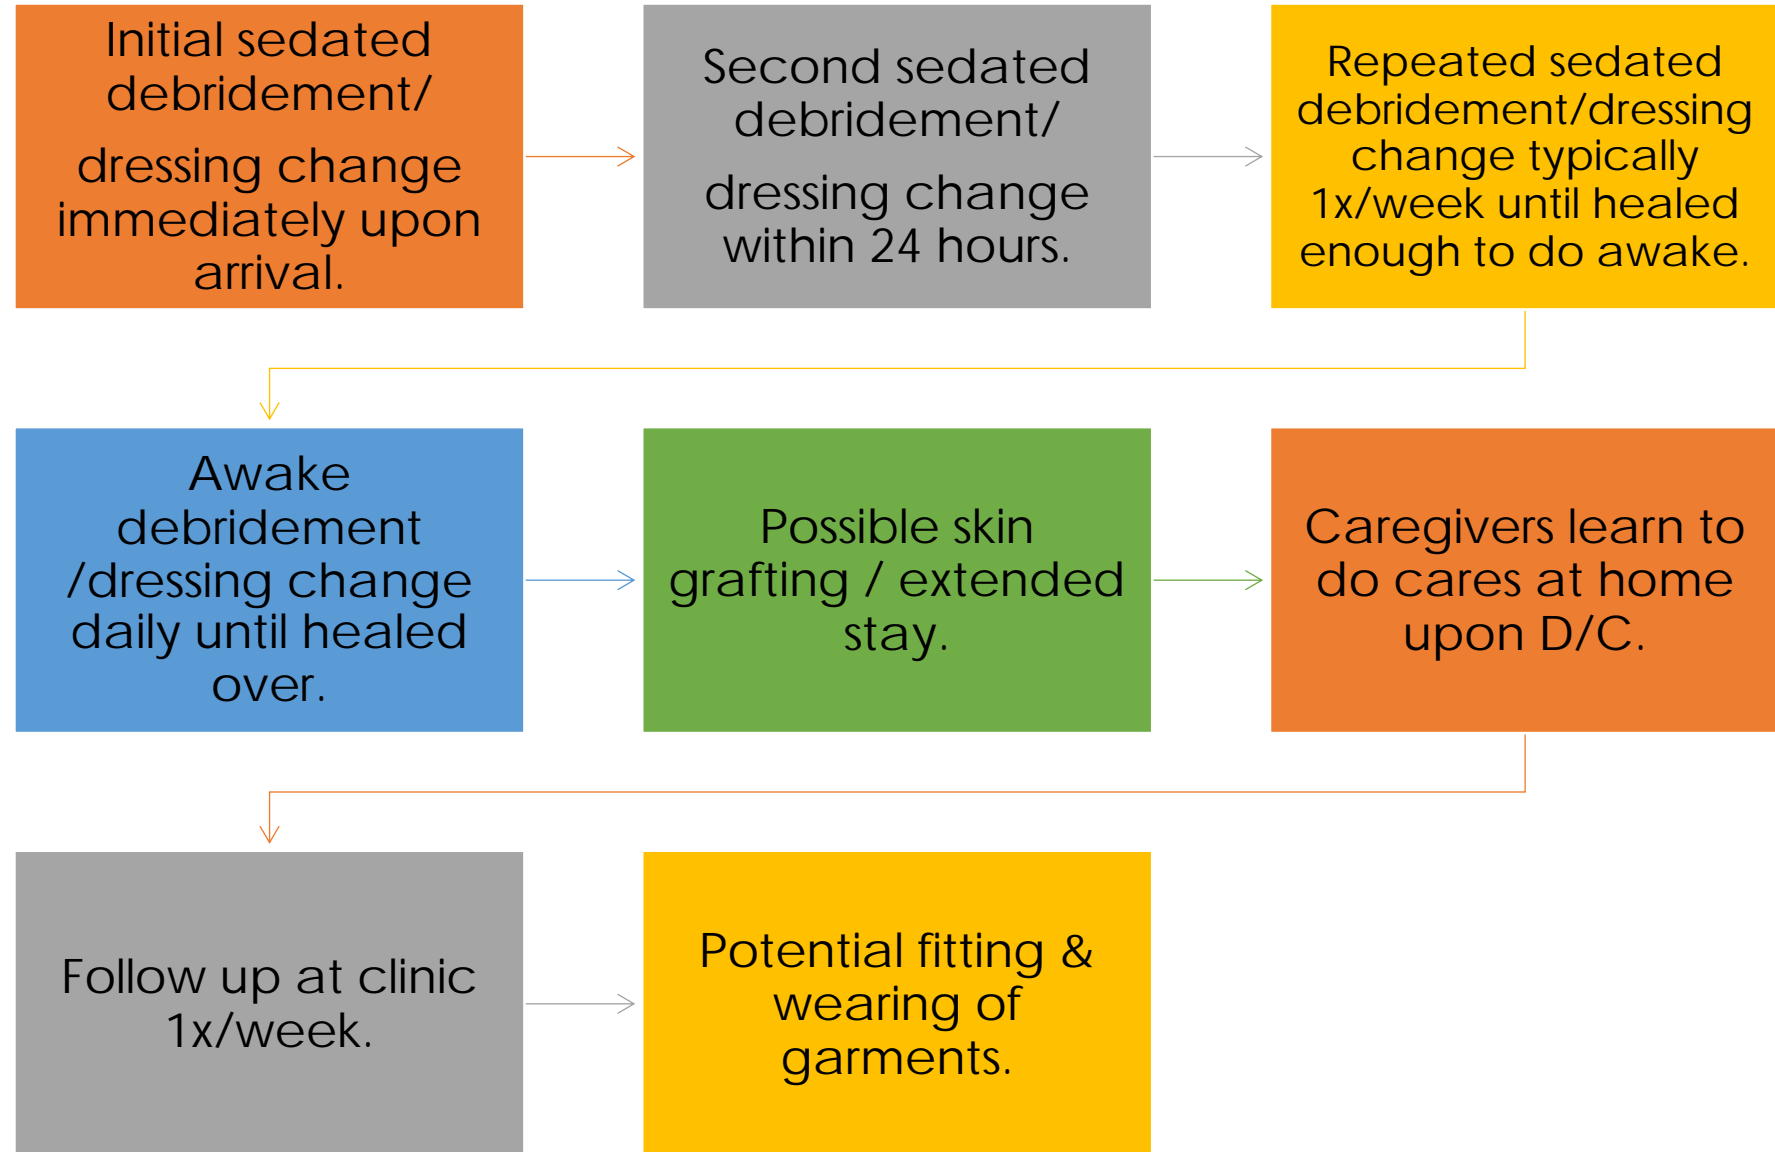 Initial sedated
debridement/
dressing change
immediately upon
arrival.
Second sedated
debridement/
dressing change
within 24 hours.
Repeated sedated
debridement/dressing
change typically
1x/week until healed
enough to do awake.
Awake
debridement
/dressing change
daily until healed
over.
Possible skin
grafting / extended
stay.
Caregivers learn to
do cares at home
upon D/C.
Follow up at clinic
1x/week.
Potential fitting &
wearing of
garments.